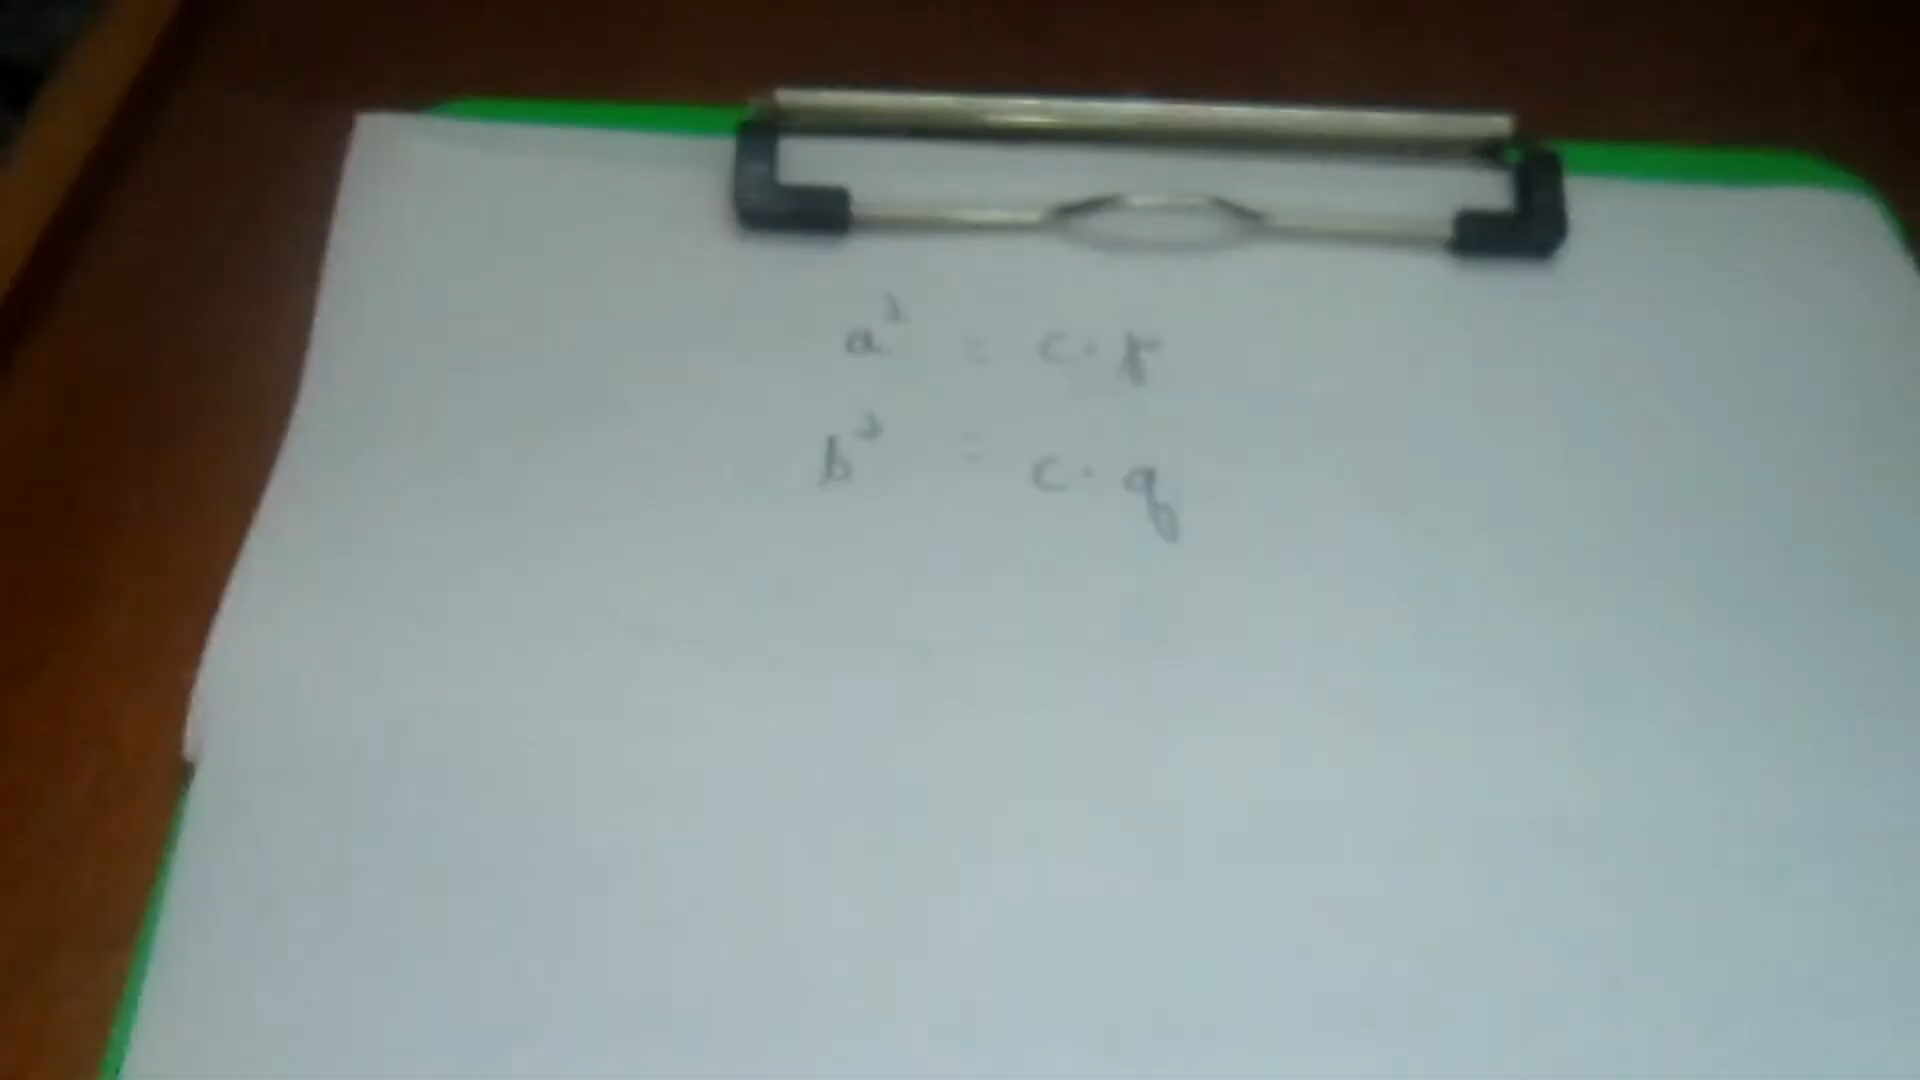 a² = c · p
b² = c · q